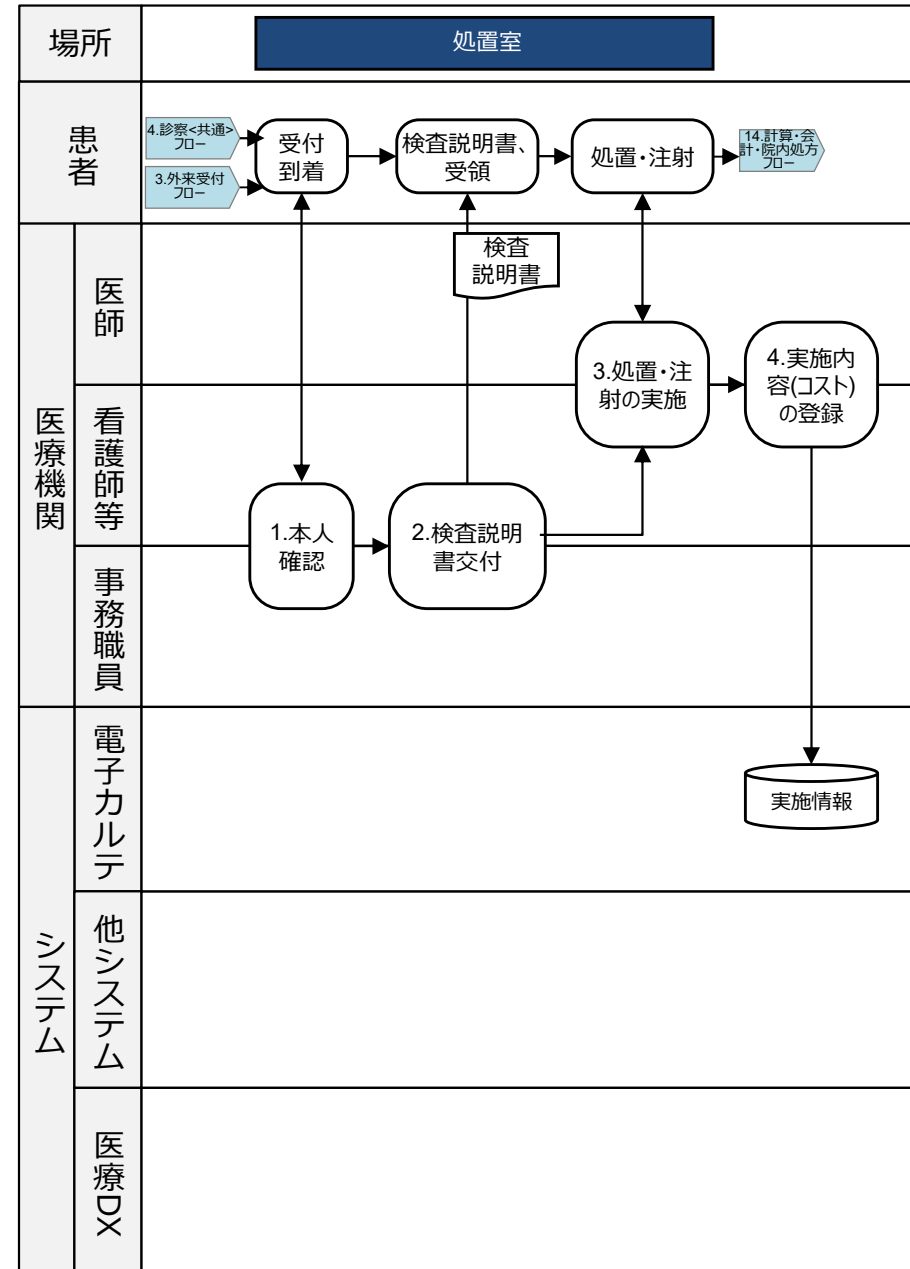 場所
処置室
患者
4.診察<共通>
フロー
3.外来受付
フロー
受付
到着
検査説明書、
受領
処置・注射
14.計算・会
計・院内処方
フロー
医療機関
医師
検査
説明書
3.処置・注
射の実施
4.実施内
容(コスト)
の登録
看護師等
1.本人
確認
2.検査説明
書交付
事務職員
システム
電子カルテ
実施情報
他システム
医療DX